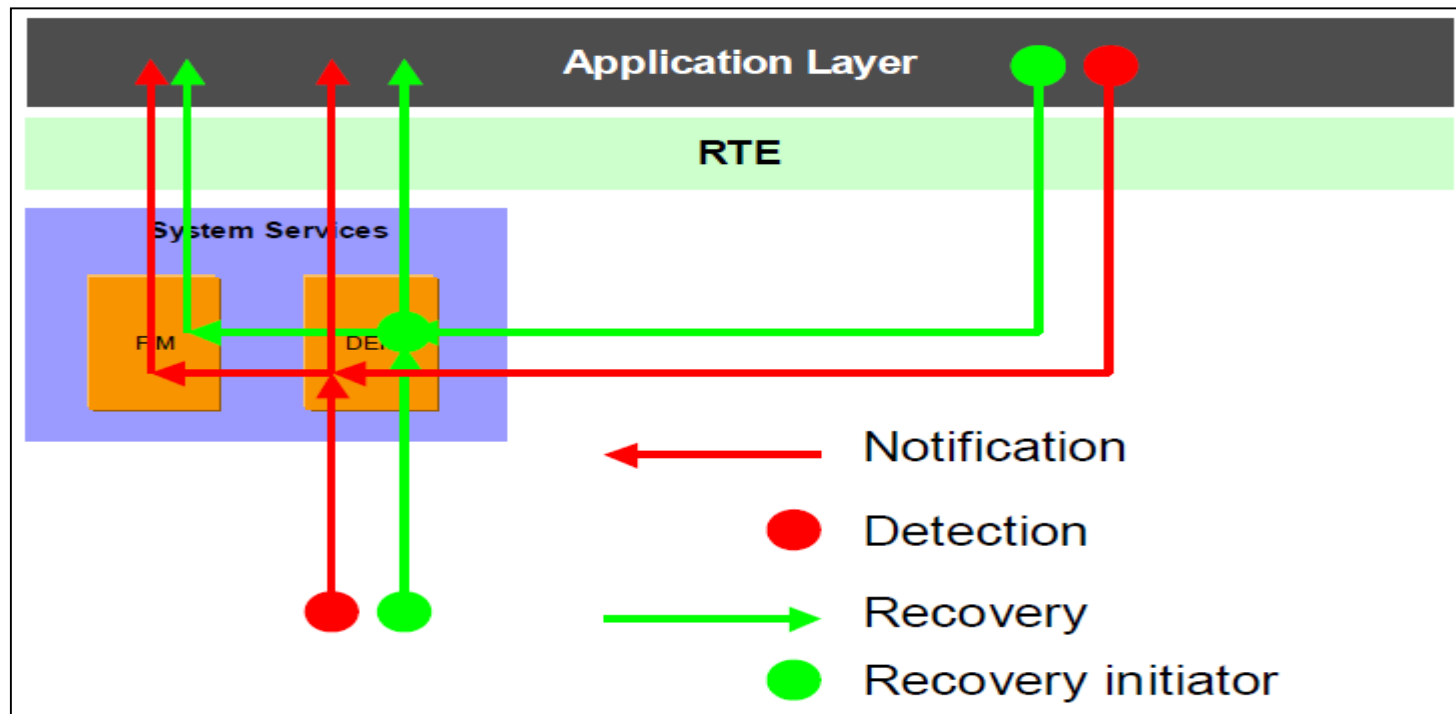 Application Layer
RTE
System Services
Notification
Detection
Recovery
Recovery initiator